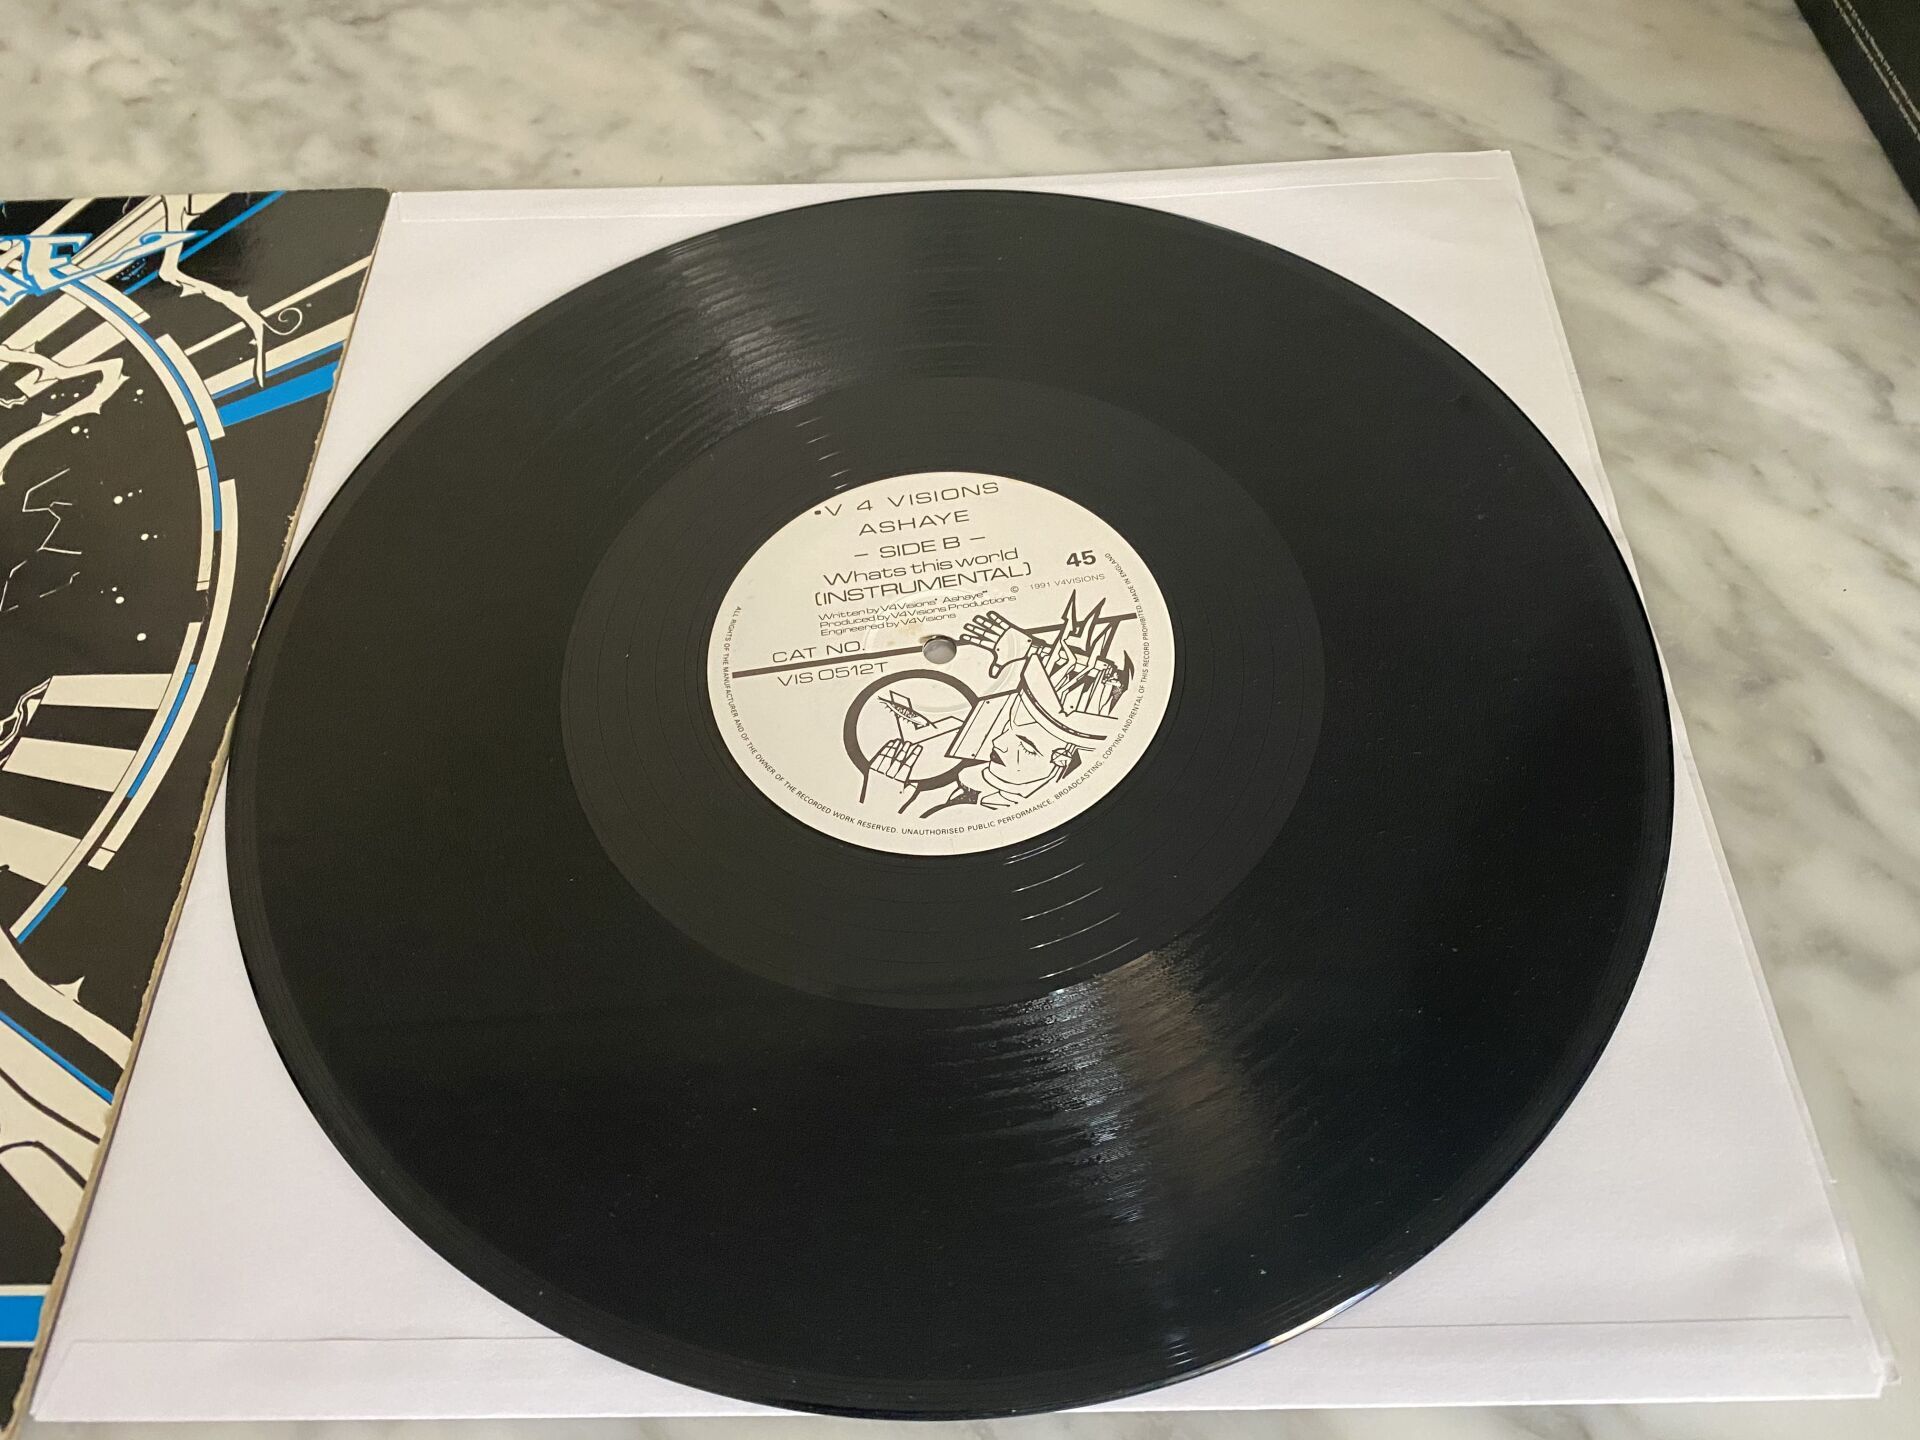 •V 4 VISIONS
ASHAYE
– SIDE B –
Whats this world
(INSTRUMENTAL)
45
© 1991 V4VISIONS
Written by V4Visions* Ashaye**
Produced by V4Visions Productions
Engineered by V4Visions
CAT NO.
VIS 0512T
ALL RIGHTS OF THE MANUFACTURER AND OF THE OWNER OF THE RECORDED WORK RESERVED. UNAUTHORISED PUBLIC PERFORMANCE, BROADCASTING, COPYING AND RENTAL OF THIS RECORD PROHIBITED. MADE IN ENGLAND